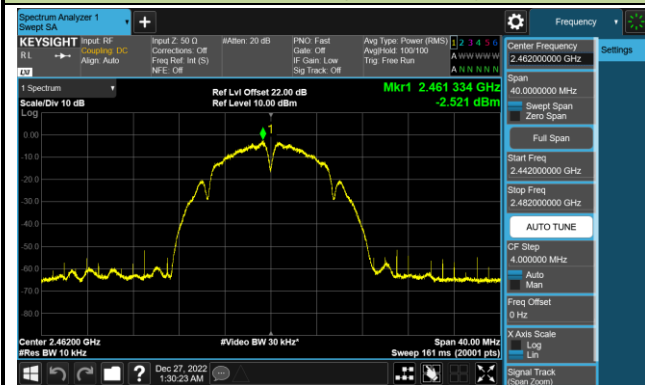 Spectrum Analyzer 1
Swept SA
+
Frequency
KEYSIGHT
RL
LXI
Input: RF
Coupling: DC
Align: Auto
Input Z: 50 Ω
Corrections: Off
Freq Ref: Int (S)
NFE: Off
#Atten: 20 dB
PNO: Fast
Gate: Off
IF Gain: Low
Sig Track: Off
Avg Type: Power (RMS)
Avg|Hold: 100/100
Trig: Free Run
1 2 3 4 5 6
A W W W W W
A N N N N N
Center Frequency
2.462000000 GHz
Settings
Span
40.0000000 MHz
Swept Span
Zero Span
Full Span
Start Freq
2.442000000 GHz
Stop Freq
2.482000000 GHz
AUTO TUNE
CF Step
4.000000 MHz
Auto
Man
Freq Offset
0 Hz
X Axis Scale
Log
Lin
Signal Track
(Span Zoom)
1 Spectrum
Scale/Div 10 dB
Log
Ref Lvl Offset 22.00 dB
Ref Level 10.00 dBm
Mkr1 2.461 334 GHz
-2.521 dBm
1
0.00
-10.0
-20.0
-30.0
-40.0
-50.0
-60.0
-70.0
-80.0
Center 2.46200 GHz
#Res BW 10 kHz
#Video BW 30 kHz*
Span 40.00 MHz
Sweep 161 ms (20001 pts)
?
Dec 27, 2022
1:30:23 AM